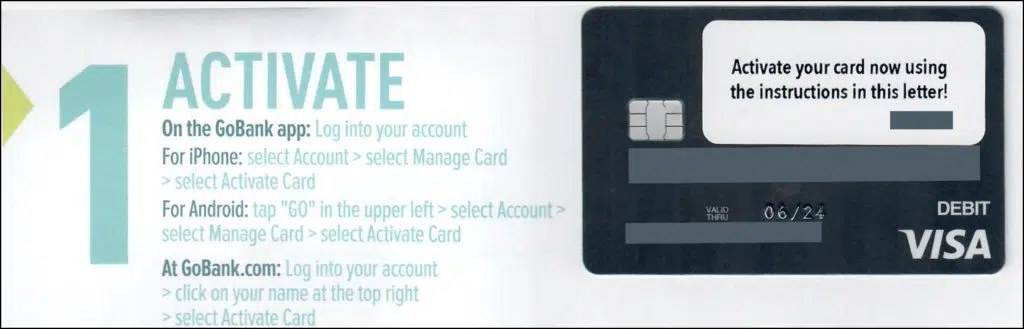 1
ACTIVATE
On the GoBank app: Log into your account
For iPhone: select Account > select Manage Card
> select Activate Card
For Android: tap "GO" in the upper left > select Account >
select Manage Card > select Activate Card
At GoBank.com: Log into your account
> click on your name at the top right
> select Activate Card
Activate your card now using
the instructions in this letter!
VALID
THRU 06/24
DEBIT
VISA